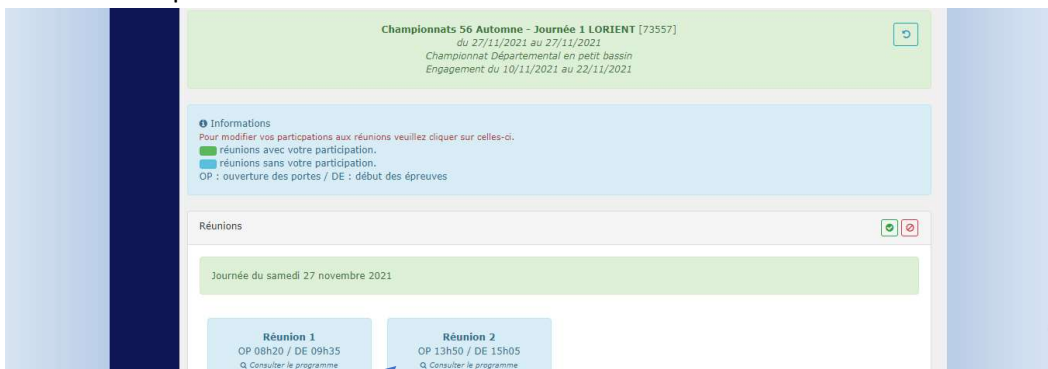 Championnats 56 Automne - Journée 1 LORIENT [73557]
du 27/11/2021 au 27/11/2021
Championnat Départemental en petit bassin
Engagement du 10/11/2021 au 22/11/2021
Informations
Pour modifier vos particpations aux réunions veuillez cliquer sur celles-ci.
réunions avec votre participation.
réunions sans votre participation.
OP : ouverture des portes / DE : début des épreuves
Réunions
Journée du samedi 27 novembre 2021
Réunion 1
OP 08h20 / DE 09h35
Consulter le programme
Réunion 2
OP 13h50 / DE 15h05
Consulter le programme